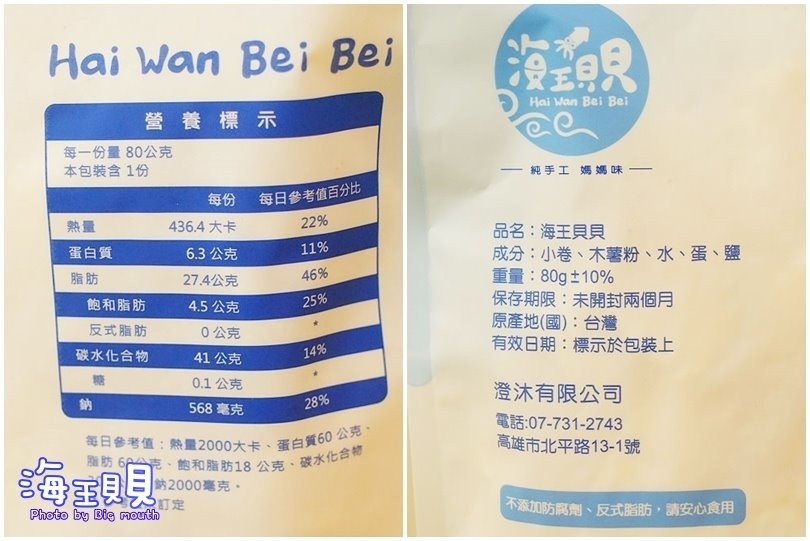 Hai Wan Bei Bei
營養標示
每一份量 80公克
本包裝含 1份
每份 每日參考值百分比
熱量 436.4 大卡 22%
蛋白質 6.3 公克 11%
脂肪 27.4公克 46%
飽和脂肪 4.5 公克 25%
反式脂肪 0 公克 *
碳水化合物 41 公克 14%
糖 0.1 公克 *
鈉 568 毫克 28%
每日參考值：熱量2000大卡、蛋白質60 公克、
脂肪 60公克、飽和脂肪18 公克、碳水化合物
鈉2000毫克。
訂定
海王貝貝
Photo by Big mouth
海王貝貝
Hai Wan Bei Bei
純手工 媽媽味
品名：海王貝貝
成分：小卷、木薯粉、水、蛋、鹽
重量：80g±10%
保存期限：未開封兩個月
原產地(國)：台灣
有效日期：標示於包裝上
澄沐有限公司
電話:07-731-2743
高雄市北平路13-1號
不添加防腐劑、反式脂肪，請安心食用